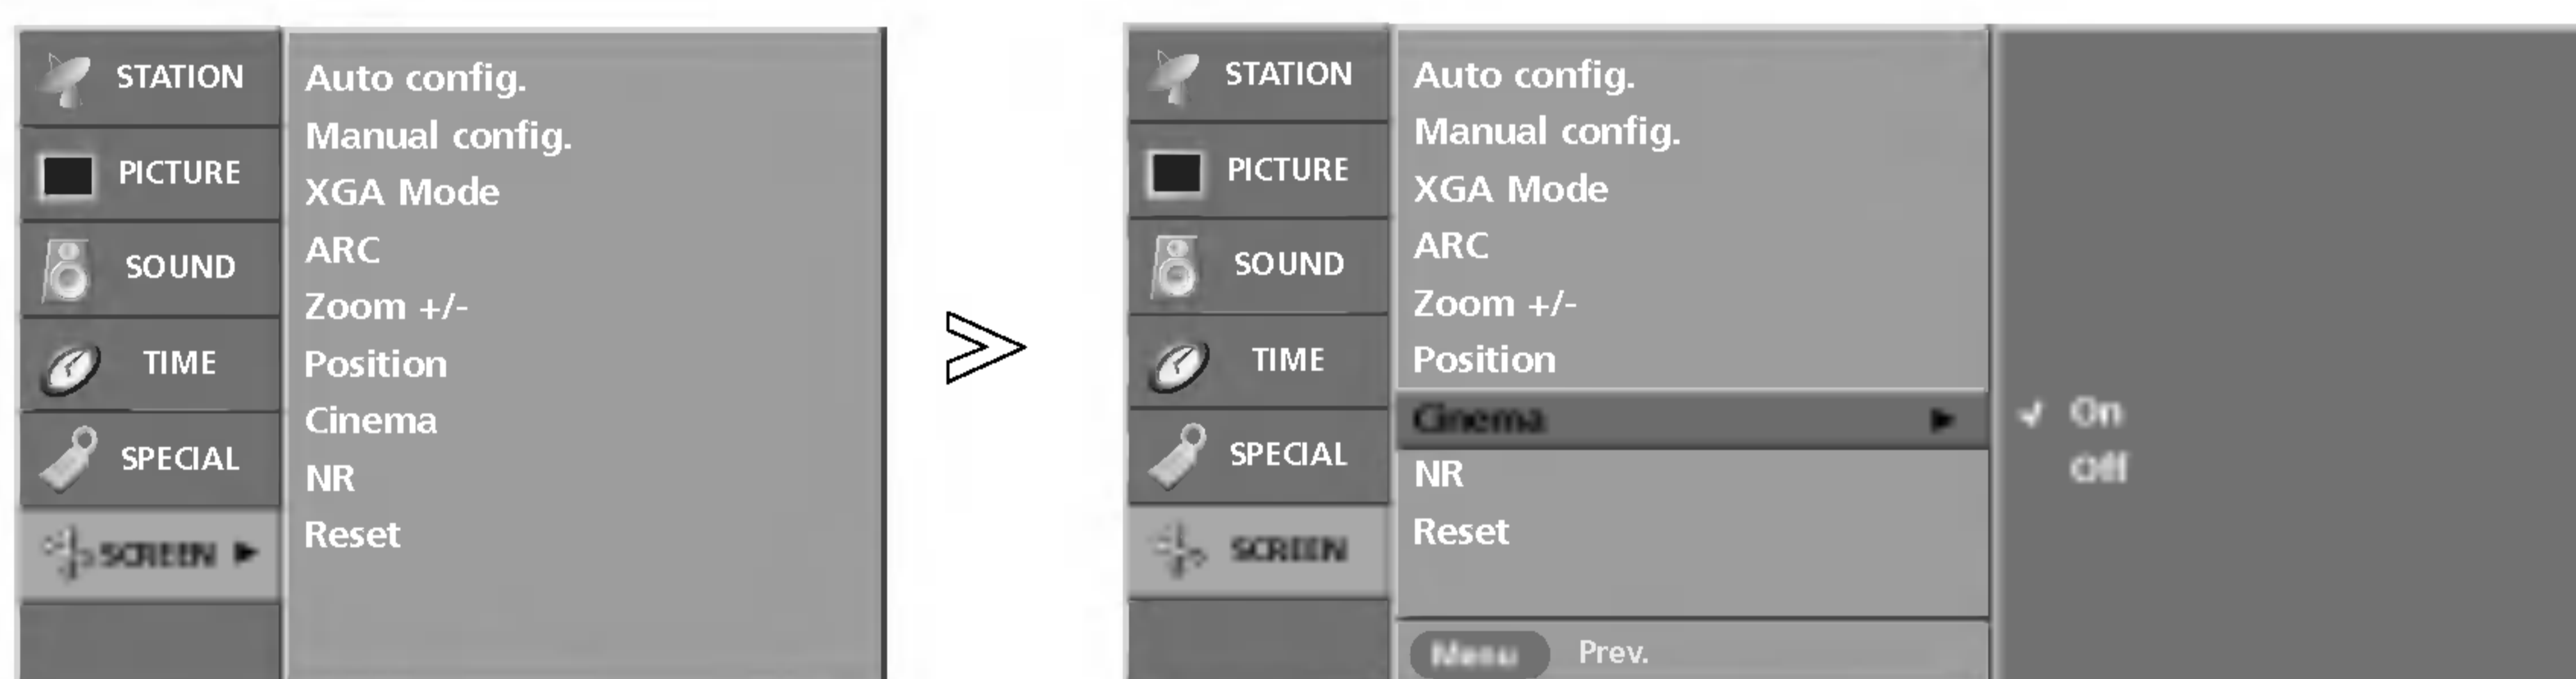 STATION
PICTURE
SOUND
TIME
SPECIAL
SCREEN ►
Auto config.
Manual config.
XGA Mode
ARC
Zoom +/-
Position
Cinema
NR
Reset
STATION
PICTURE
SOUND
TIME
SPECIAL
SCREEN
Auto config.
Manual config.
XGA Mode
ARC
Zoom +/-
Position
Cinema ►
NR
Reset
Menu Prev.
✓ On
Off